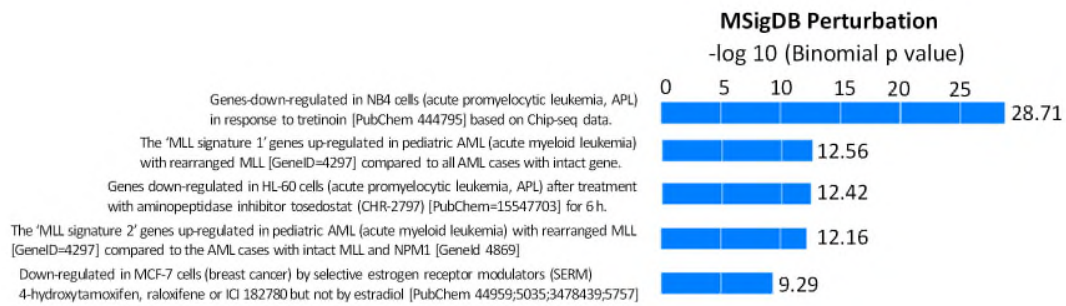 MSigDB Perturbation
-log 10 (Binomial p value)
0 5 10 15 20 25
Genes-down-regulated in NB4 cells (acute promyelocytic leukemia, APL)
in response to tretinoin [PubChem 444795] based on Chip-seq data.
28.71
The 'MLL signature 1' genes up-regulated in pediatric AML (acute myeloid leukemia)
with rearranged MLL [GeneID=4297] compared to all AML cases with intact gene.
12.56
Genes down-regulated in HL-60 cells (acute promyelocytic leukemia, APL) after treatment
with aminopeptidase inhibitor tosedostat (CHR-2797) [PubChem=15547703] for 6 h.
12.42
The 'MLL signature 2' genes up-regulated in pediatric AML (acute myeloid leukemia) with rearranged MLL
[GeneID=4297] compared to the AML cases with intact MLL and NPM1 [GeneId 4869]
12.16
Down-regulated in MCF-7 cells (breast cancer) by selective estrogen receptor modulators (SERM)
4-hydroxytamoxifen, raloxifene or ICI 182780 but not by estradiol [PubChem 44959;5035;3478439;5757]
9.29